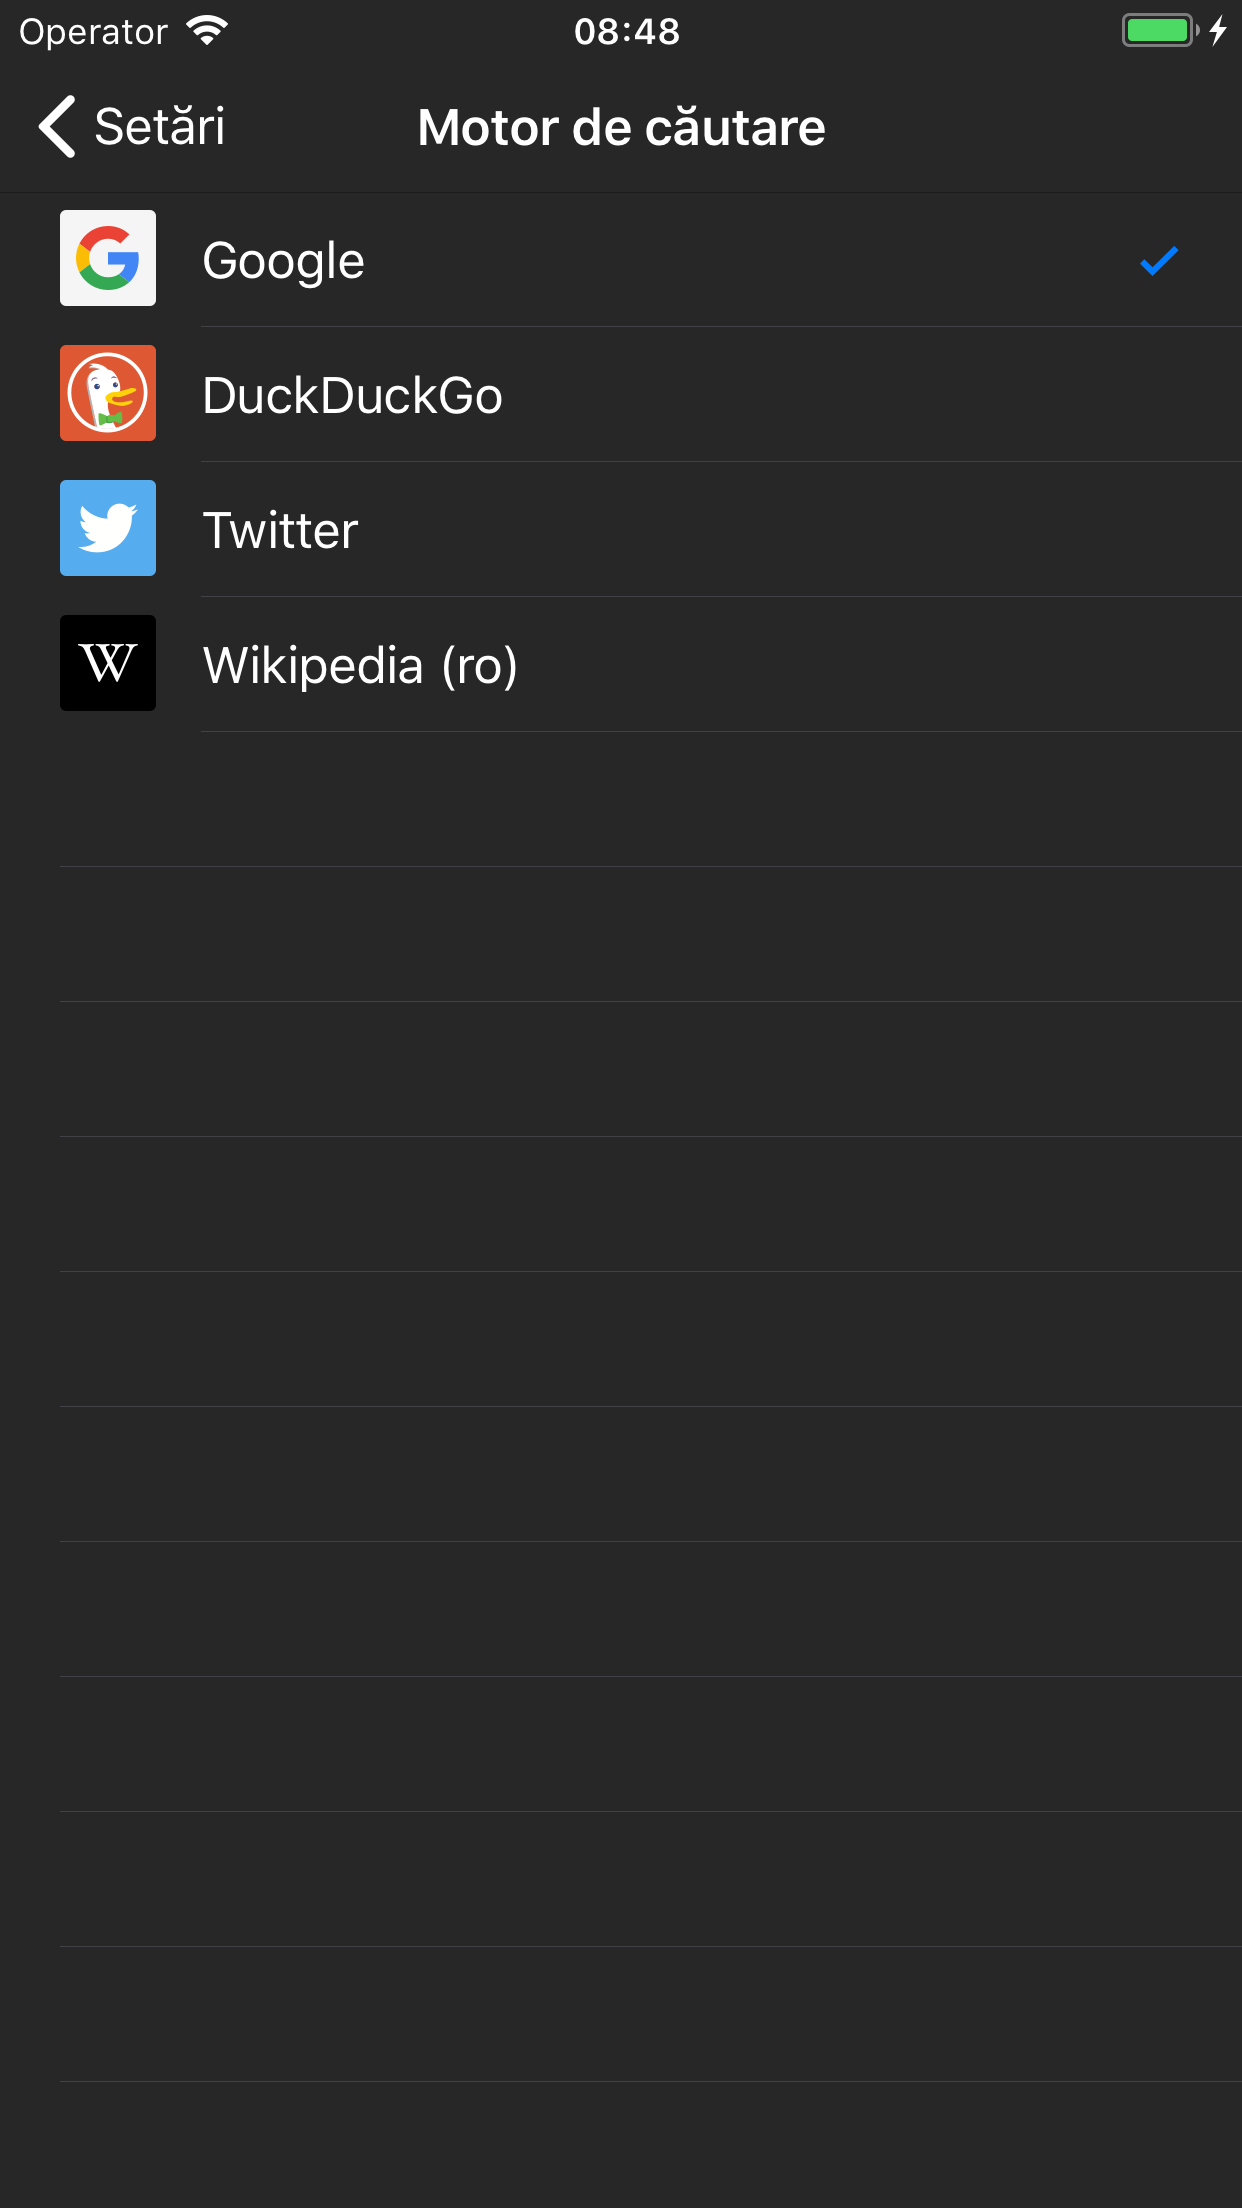 Operator 08:48
Setări Motor de căutare
Google
DuckDuckGo
Twitter
W Wikipedia (ro)